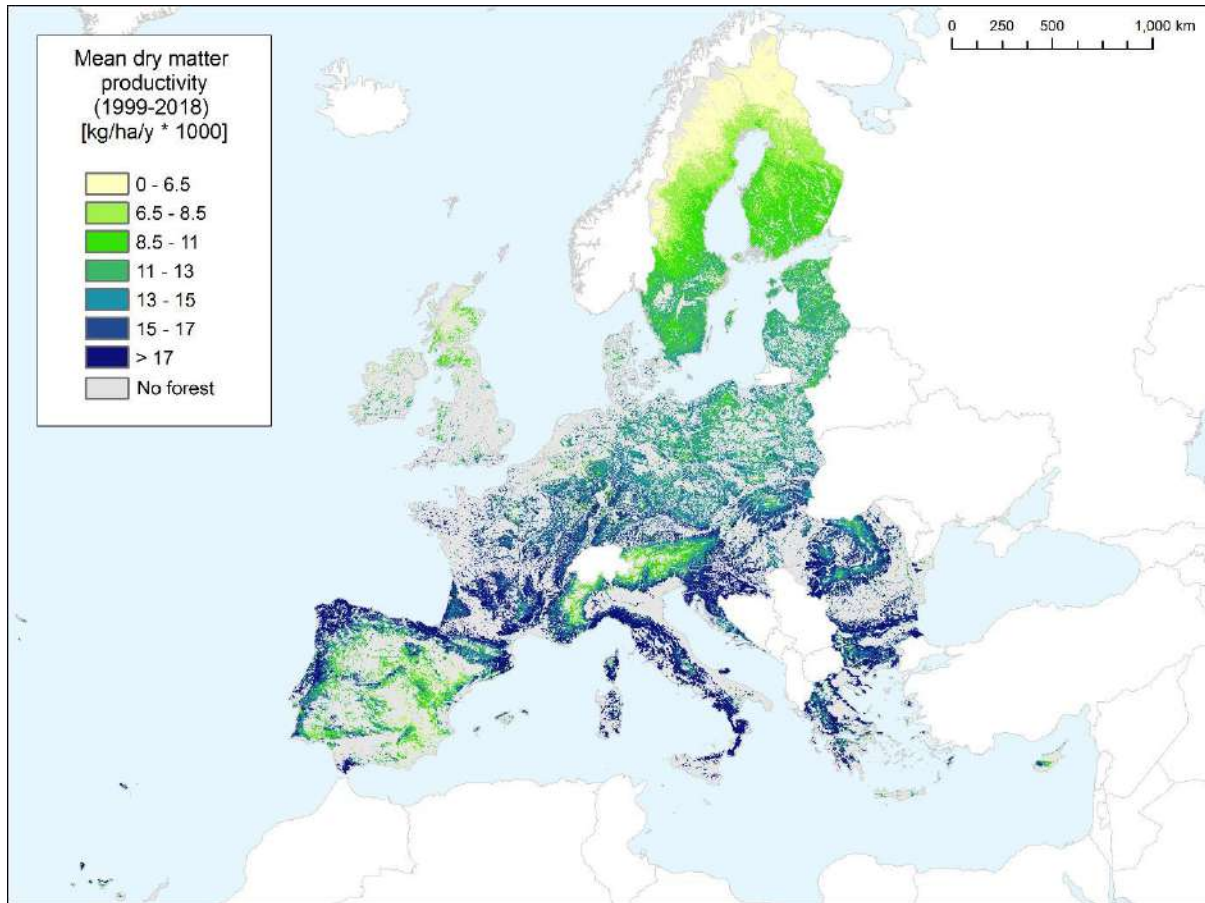 Mean dry matter
productivity
(1999-2018)
[kg/ha/y * 1000]
0 - 6.5
6.5 - 8.5
8.5 - 11
11 - 13
13 - 15
15 - 17
> 17
No forest
0 250 500 1,000 km